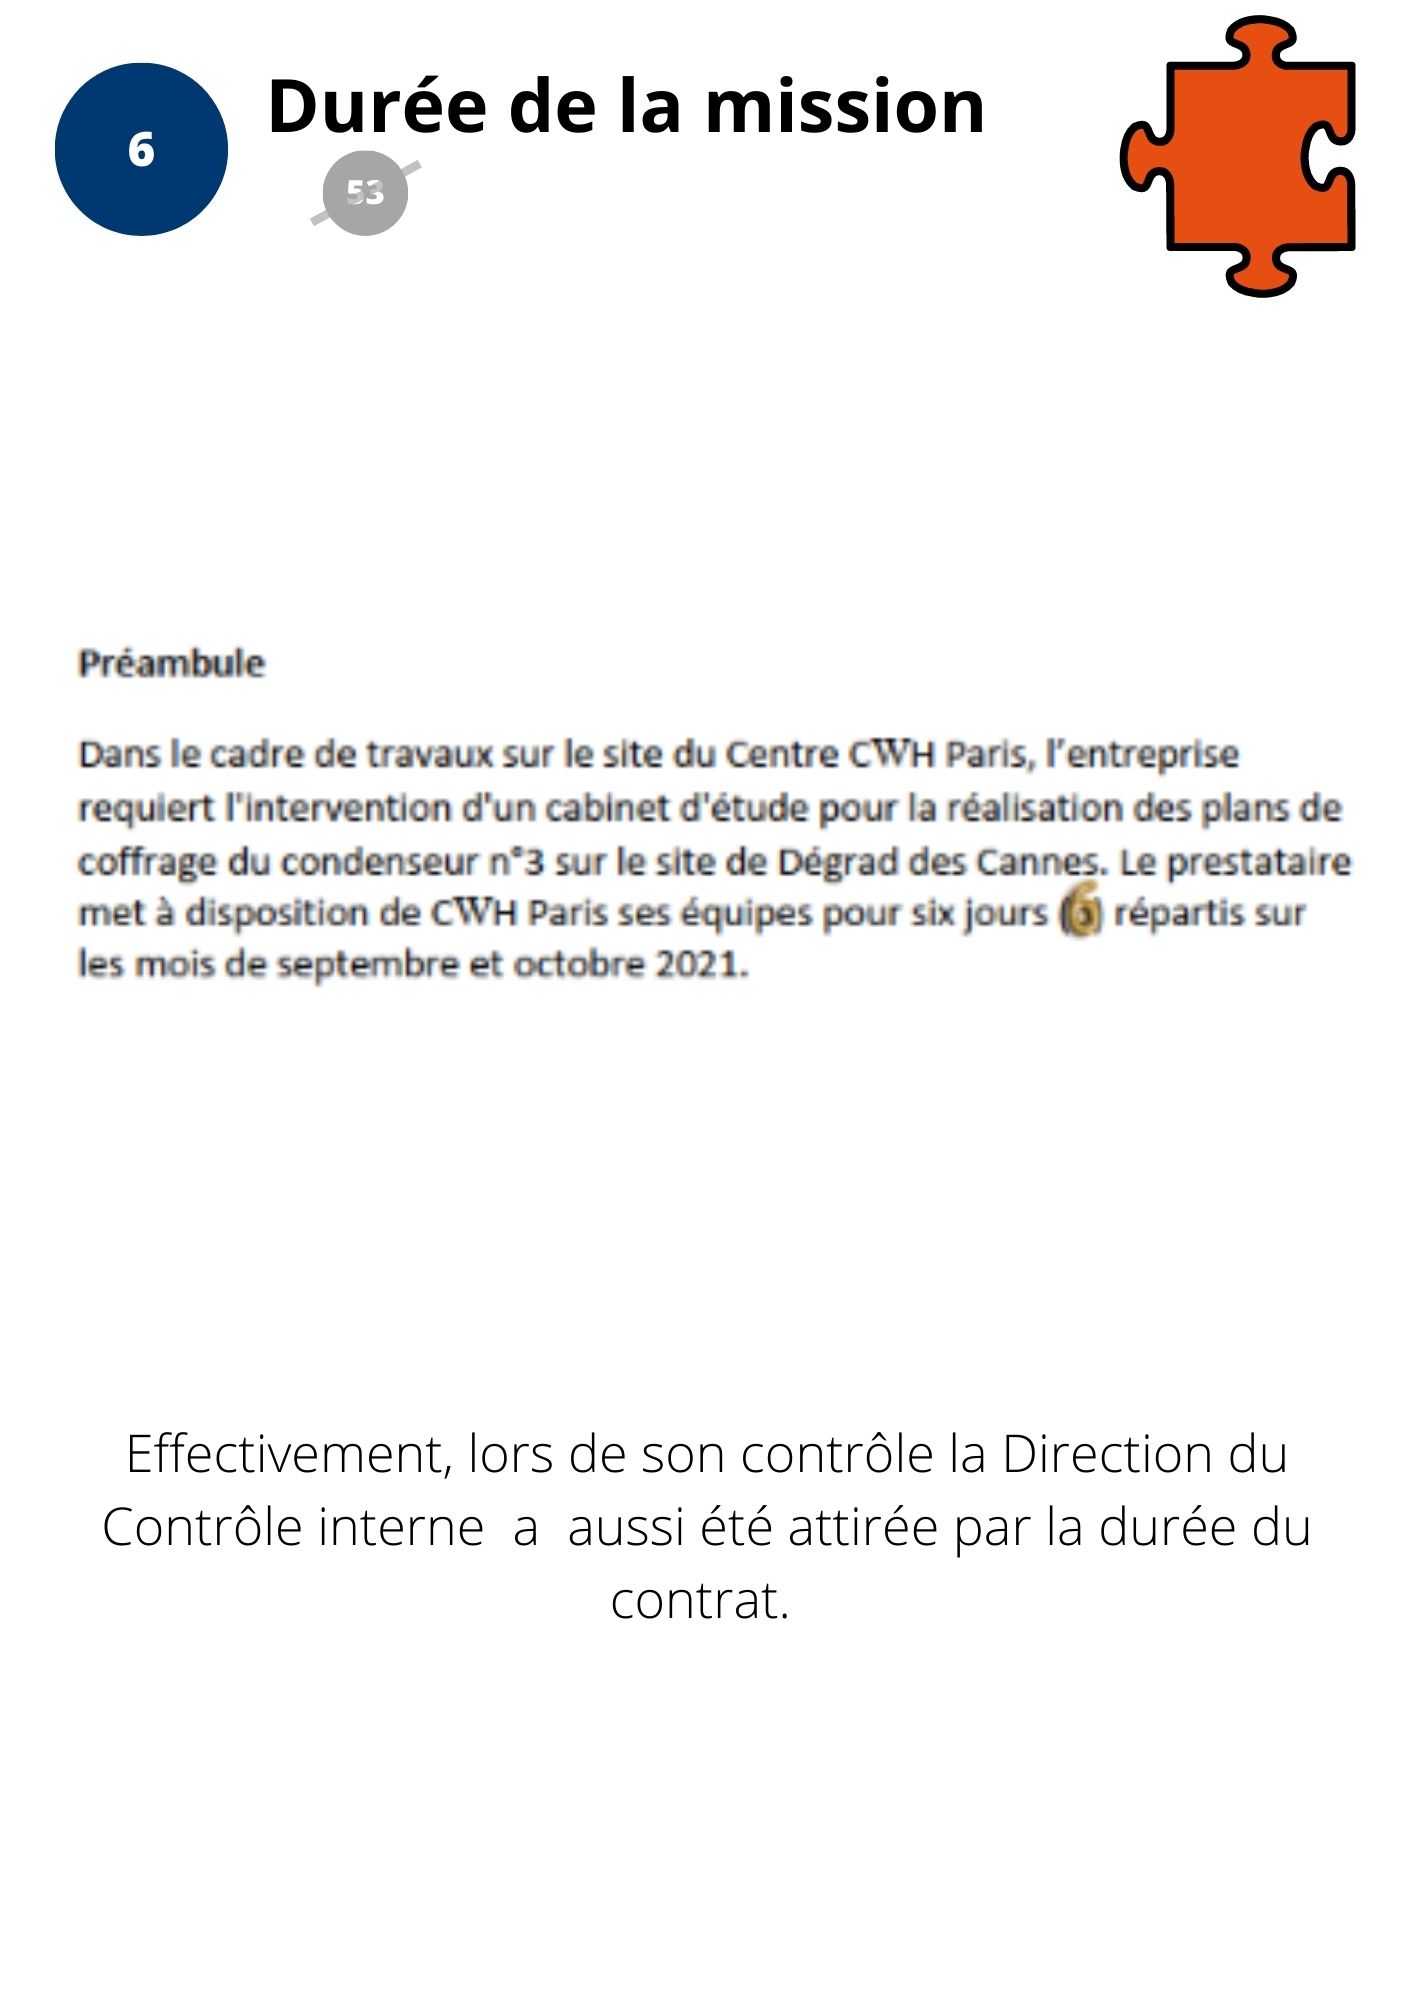 6
Durée de la mission
53
Préambule
Dans le cadre de travaux sur le site du Centre CWH Paris, l'entreprise
requiert l'intervention d'un cabinet d'étude pour la réalisation des plans de
coffrage du condenseur n°3 sur le site de Dégrad des Cannes. Le prestataire
met à disposition de CWH Paris ses équipes pour six jours (6) répartis sur
les mois de septembre et octobre 2021.
Effectivement, lors de son contrôle la Direction du
Contrôle interne a aussi été attirée par la durée du
contrat.